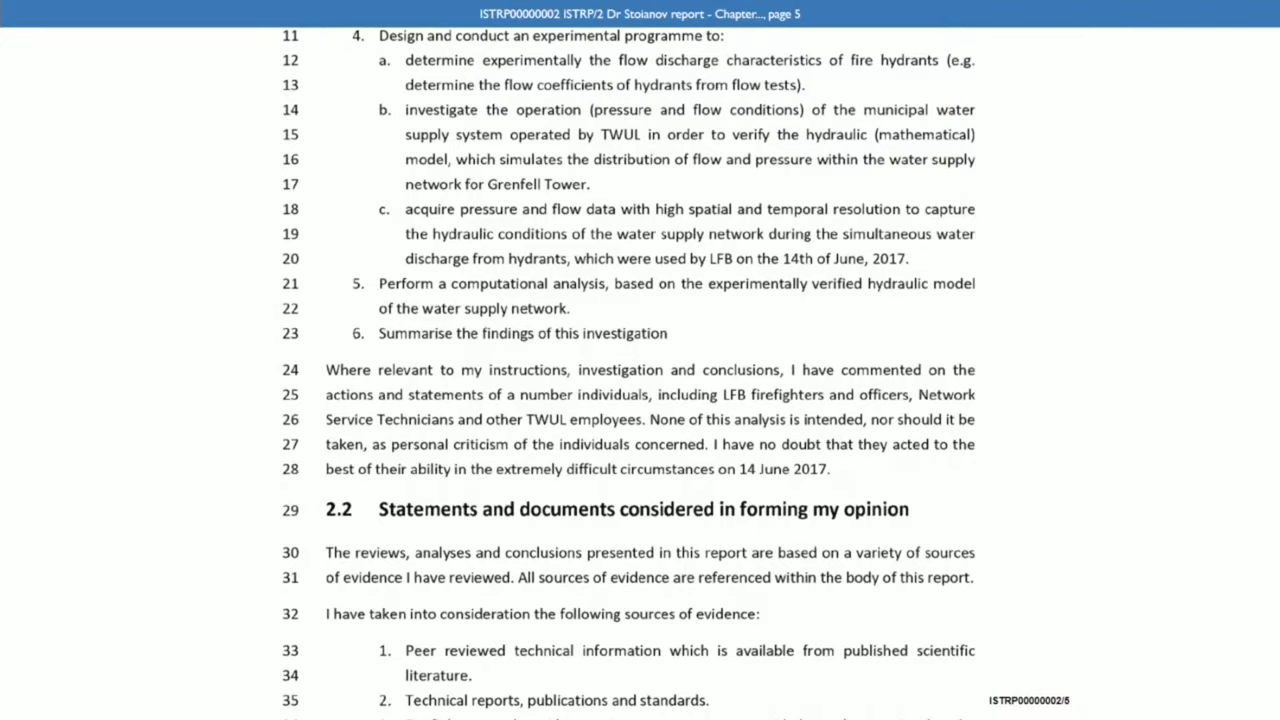 ISTRP00000002 ISTRP/2 Dr Stoianov report - Chapter..., page 5
11 4. Design and conduct an experimental programme to:
12 a. determine experimentally the flow discharge characteristics of fire hydrants (e.g.
13 determine the flow coefficients of hydrants from flow tests).
14 b. investigate the operation (pressure and flow conditions) of the municipal water
15 supply system operated by TWUL in order to verify the hydraulic (mathematical)
16 model, which simulates the distribution of flow and pressure within the water supply
17 network for Grenfell Tower.
18 c. acquire pressure and flow data with high spatial and temporal resolution to capture
19 the hydraulic conditions of the water supply network during the simultaneous water
20 discharge from hydrants, which were used by LFB on the 14th of June, 2017.
21 5. Perform a computational analysis, based on the experimentally verified hydraulic model
22 of the water supply network.
23 6. Summarise the findings of this investigation
24 Where relevant to my instructions, investigation and conclusions, I have commented on the
25 actions and statements of a number individuals, including LFB firefighters and officers, Network
26 Service Technicians and other TWUL employees. None of this analysis is intended, nor should it be
27 taken, as personal criticism of the individuals concerned. I have no doubt that they acted to the
28 best of their ability in the extremely difficult circumstances on 14 June 2017.
29 2.2 Statements and documents considered in forming my opinion
30 The reviews, analyses and conclusions presented in this report are based on a variety of sources
31 of evidence I have reviewed. All sources of evidence are referenced within the body of this report.
32 I have taken into consideration the following sources of evidence:
33 1. Peer reviewed technical information which is available from published scientific
34 literature.
35 2. Technical reports, publications and standards.
ISTRP00000002/5